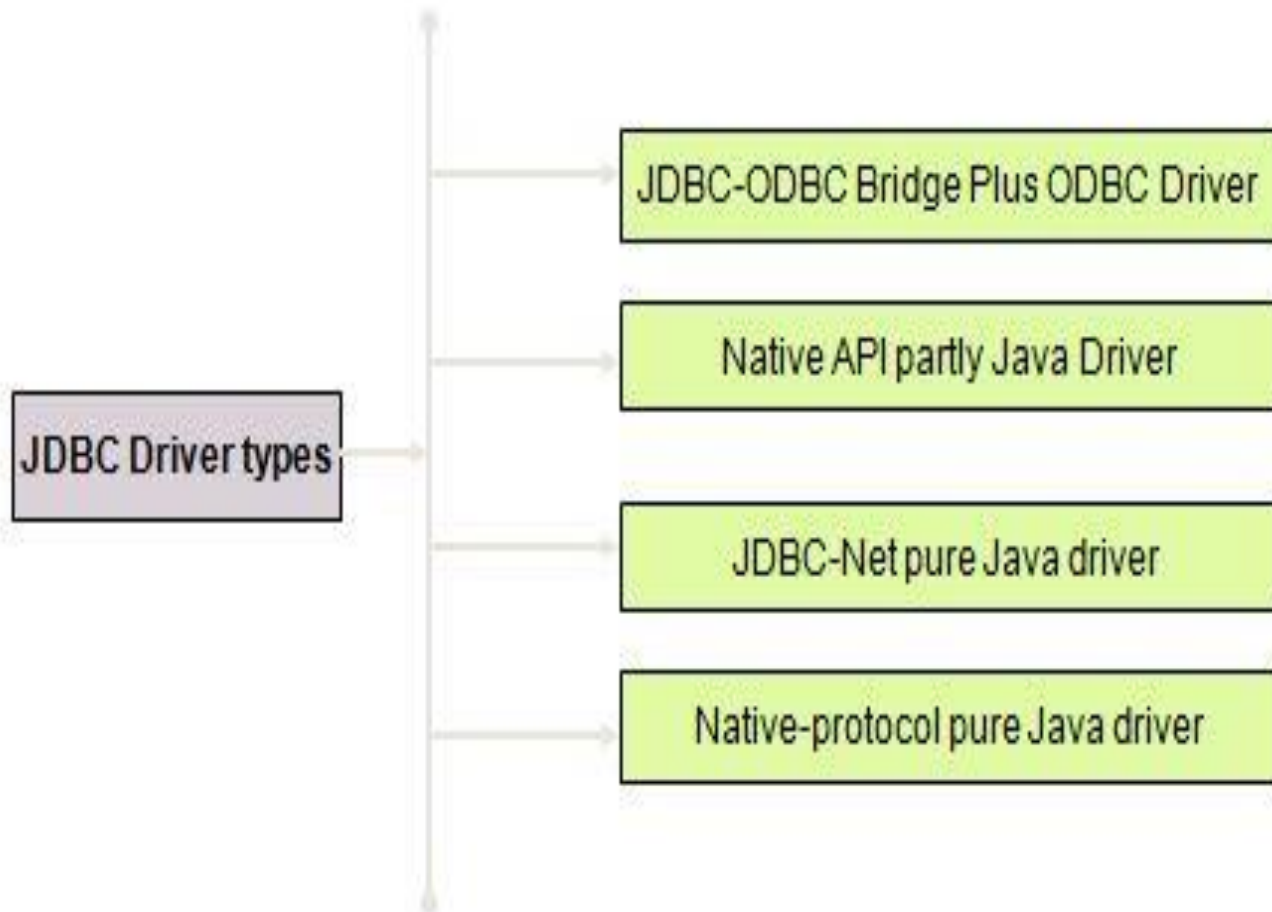 JDBC-ODBC Bridge Plus ODBC Driver
Native API partly Java Driver
JDBC Driver types
JDBC-Net pure Java driver
Native-protocol pure Java driver